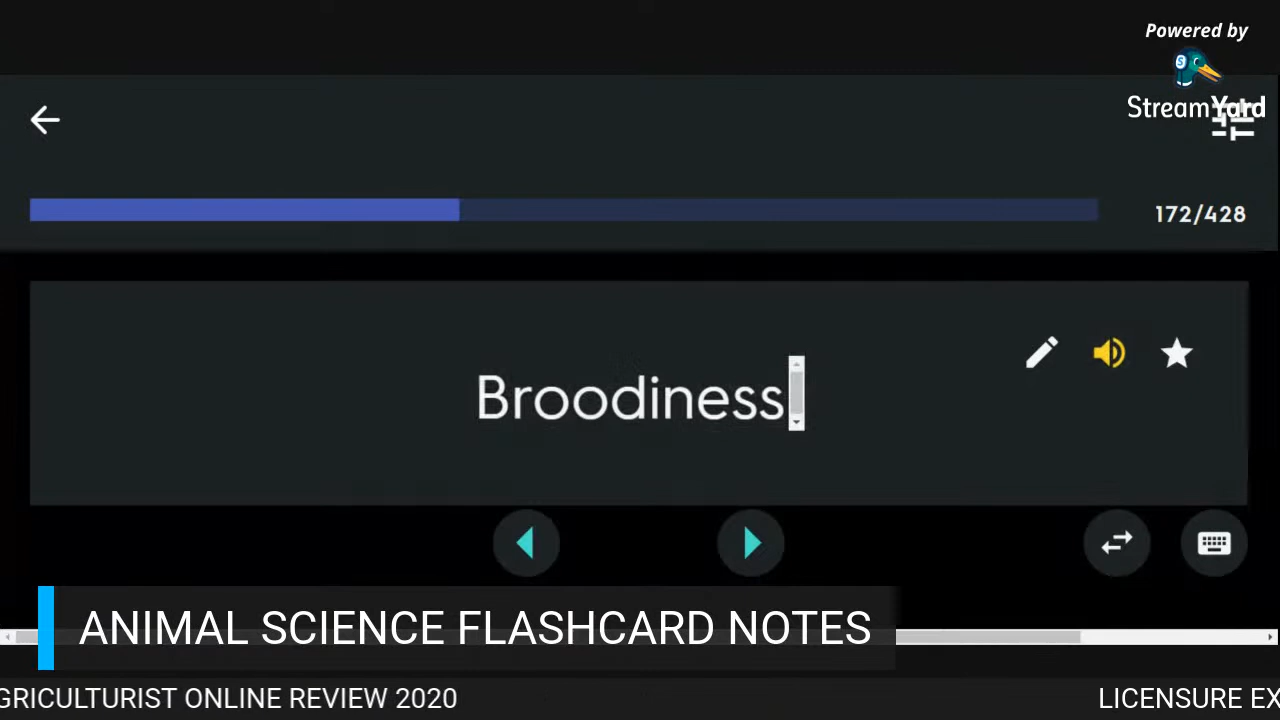 Powered by
StreamYard
172/428
Broodiness
ANIMAL SCIENCE FLASHCARD NOTES
GRICULTURIST ONLINE REVIEW 2020
LICENSURE EX